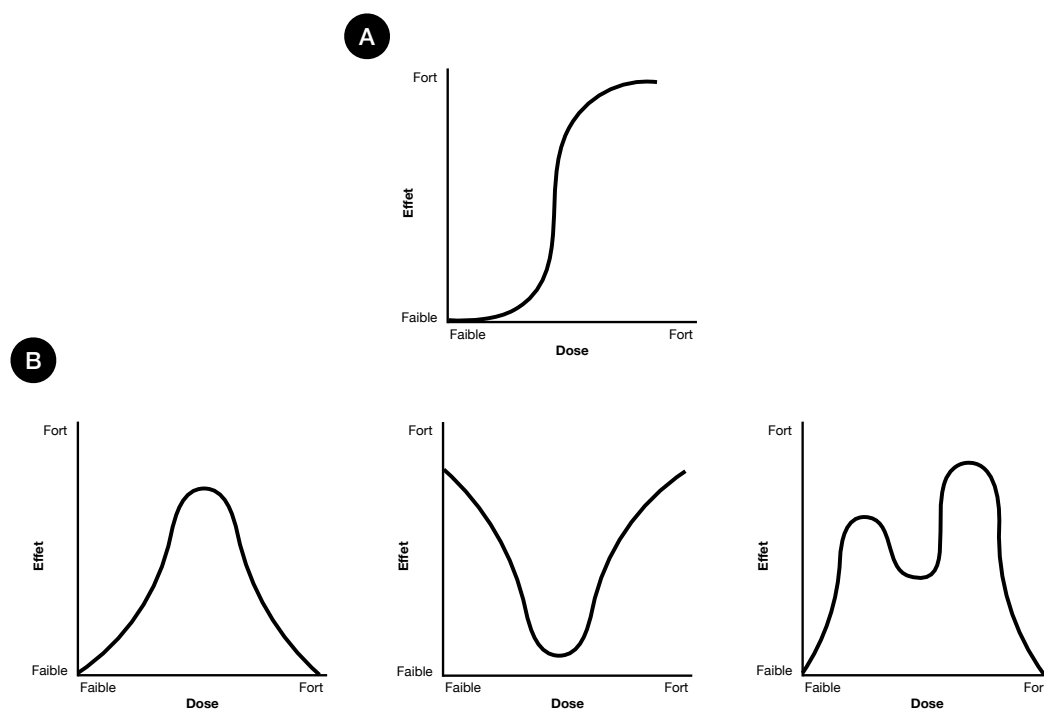 A
Fort
Effet
Faible
Faible Fort
Dose
B
Fort Fort Fort
Effet Effet Effet
Faible Faible Faible
Faible Fort Faible Fort Faible For
Dose Dose Dose